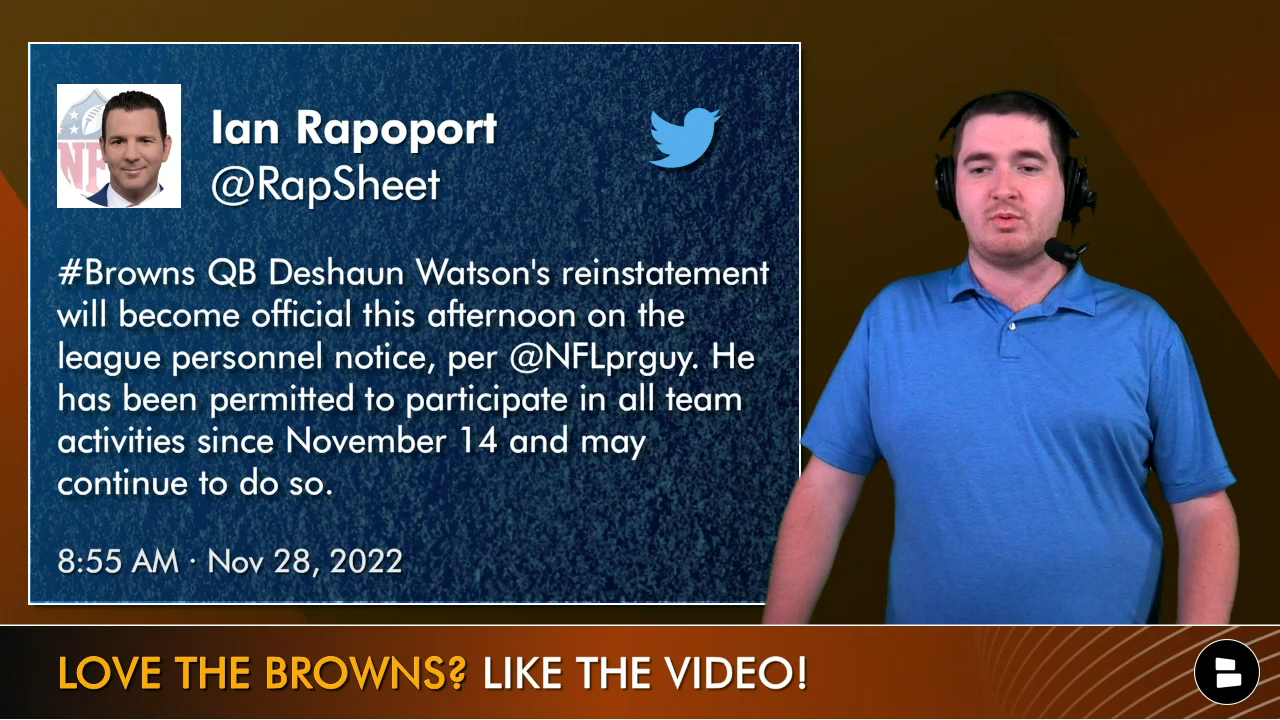 Ian Rapoport
@RapSheet
#Browns QB Deshaun Watson's reinstatement
will become official this afternoon on the
league personnel notice, per @NFLprguy. He
has been permitted to participate in all team
activities since November 14 and may
continue to do so.
8:55 AM · Nov 28, 2022
LOVE THE BROWNS? LIKE THE VIDEO!